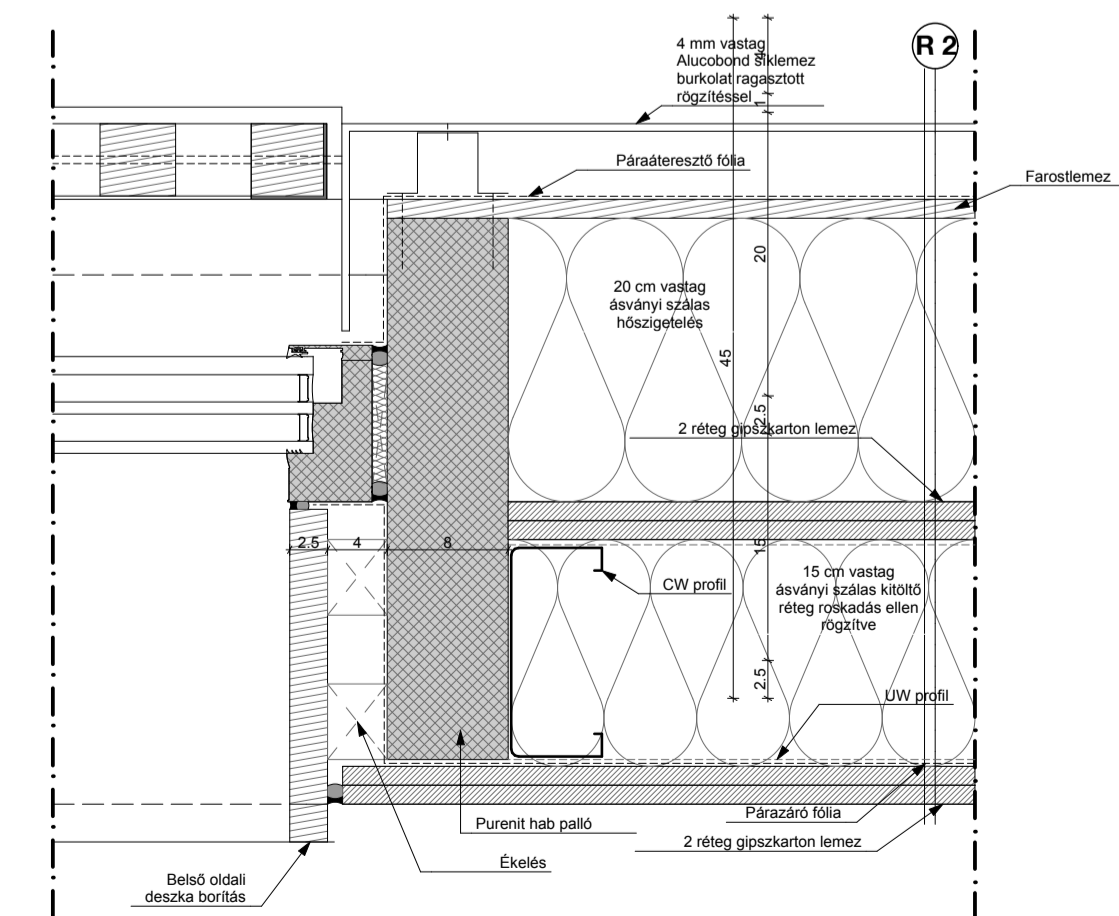 R 2
4 mm vastag
Alucobond síklemez
burkolat ragasztott
rögzítéssel
4
1
Páraáteresztő fólia
Farostlemez
20
20 cm vastag
ásványi szálas
hőszigetelés
45
2.5
2 réteg gipszkarton lemez
2.5
4
8
15
15 cm vastag
ásványi szálas kitöltő
réteg roskadás ellen
rögzítve
CW profil
2.5
UW profil
Párazáró fólia
Purenit hab palló
2 réteg gipszkarton lemez
Ékelés
Belső oldali
deszka borítás